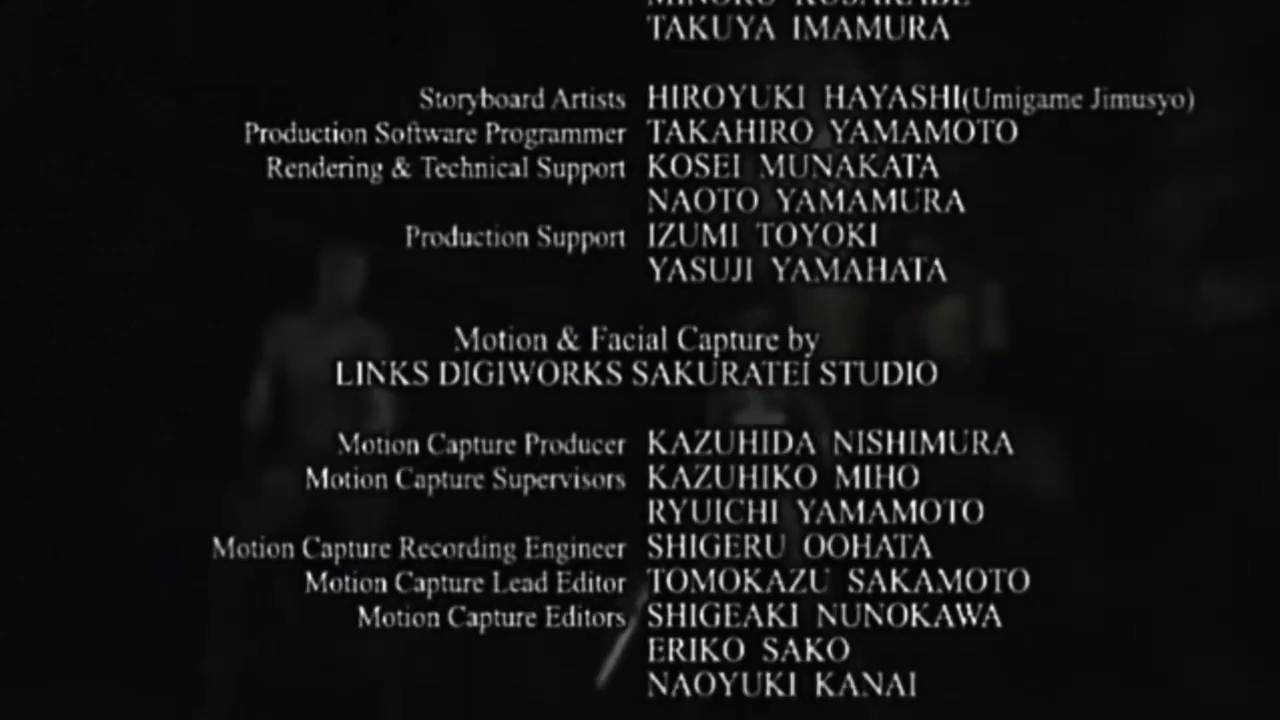 MINORU KUSAKABE
TAKUYA IMAMURA
Storyboard Artists HIROYUKI HAYASHI(Umigame Jimusyo)
Production Software Programmer TAKAHIRO YAMAMOTO
Rendering & Technical Support KOSEI MUNAKATA
NAOTO YAMAMURA
Production Support IZUMI TOYOKI
YASUJI YAMAHATA
Motion & Facial Capture by
LINKS DIGIWORKS SAKURATEI STUDIO
Motion Capture Producer KAZUHIDA NISHIMURA
Motion Capture Supervisors KAZUHIKO MIHO
RYUICHI YAMAMOTO
Motion Capture Recording Engineer SHIGERU OOHATA
Motion Capture Lead Editor TOMOKAZU SAKAMOTO
Motion Capture Editors SHIGEAKI NUNOKAWA
ERIKO SAKO
NAOYUKI KANAI